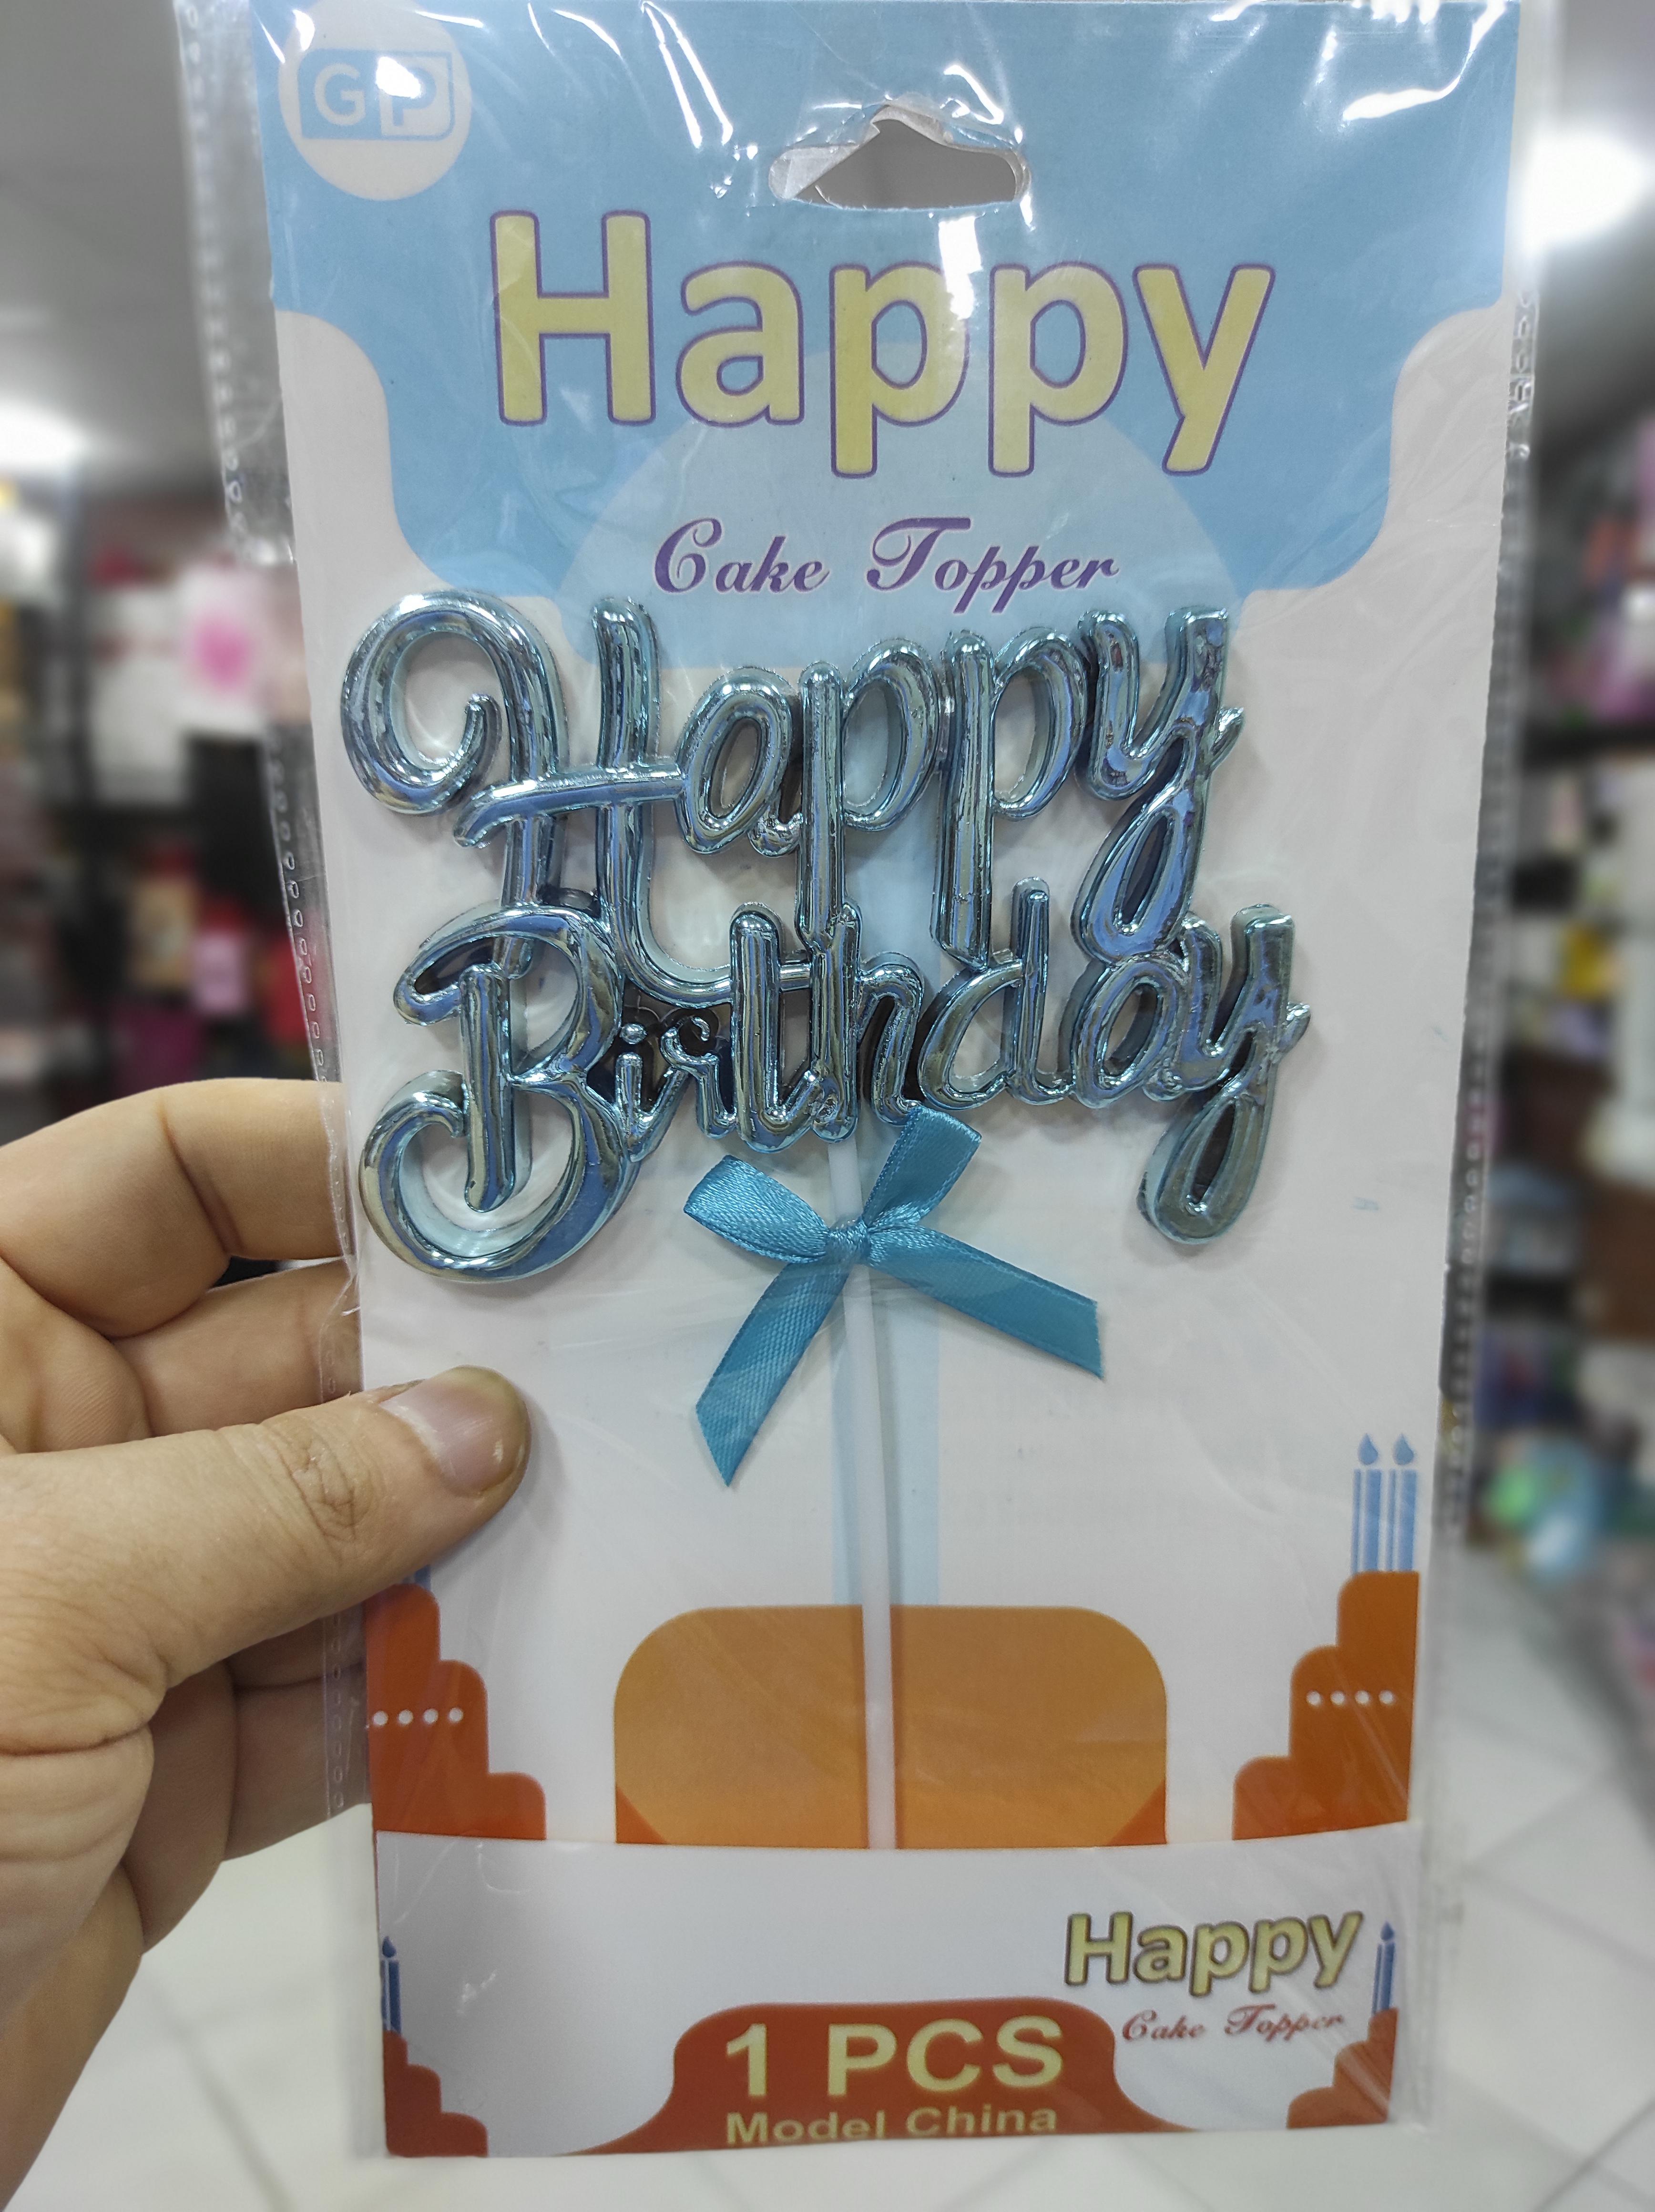 GP
Happy
Cake Topper
Happy
Birthday
Happy
Cake Topper
1 PCS
Model China